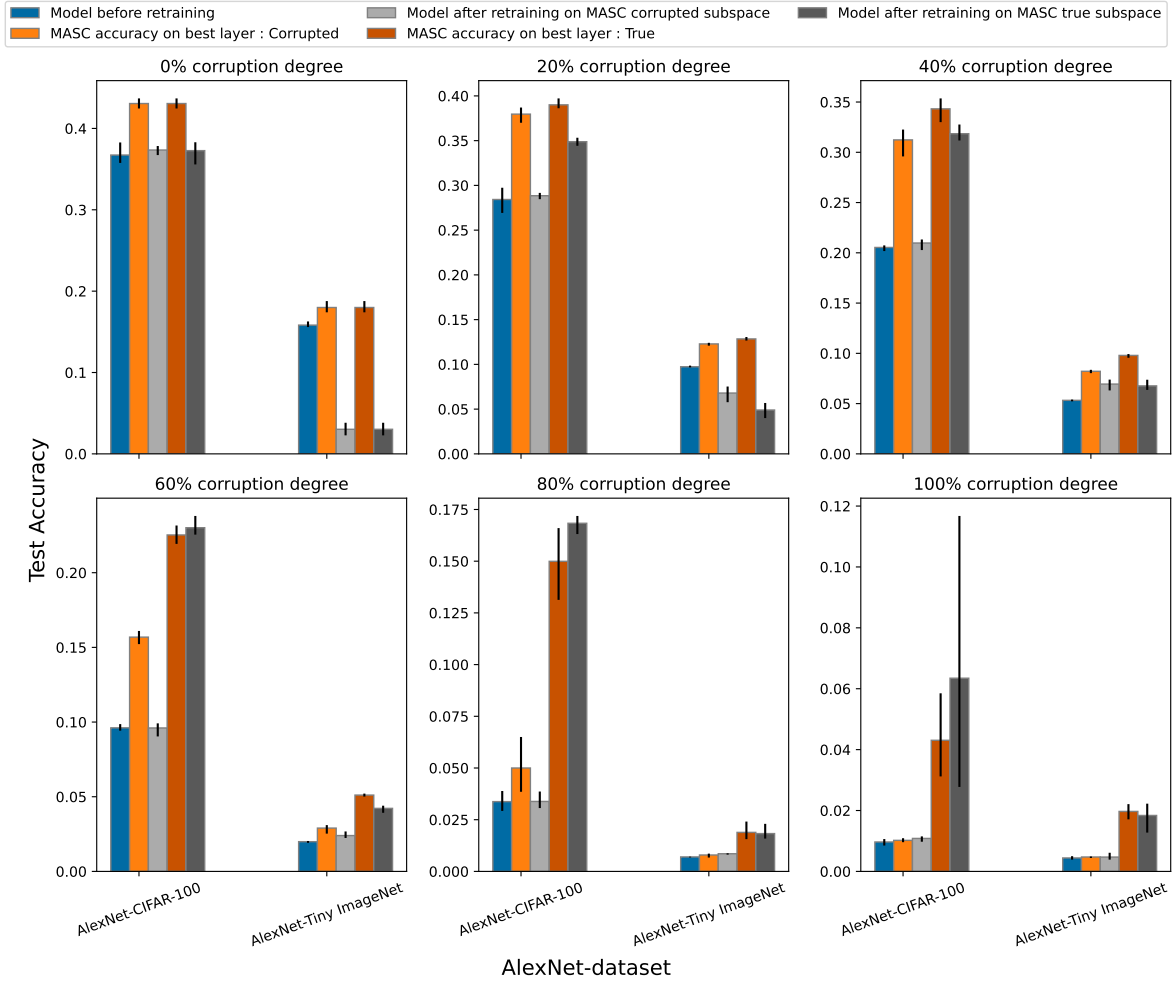 Model before retraining
MASC accuracy on best layer : Corrupted
Model after retraining on MASC corrupted subspace
MASC accuracy on best layer : True
Model after retraining on MASC true subspace
Test Accuracy
0% corruption degree
0.4
0.3
0.2
0.1
0.0
20% corruption degree
0.40
0.35
0.30
0.25
0.20
0.15
0.10
0.05
0.00
40% corruption degree
0.35
0.30
0.25
0.20
0.15
0.10
0.05
0.00
60% corruption degree
0.20
0.15
0.10
0.05
0.00
AlexNet-CIFAR-100
AlexNet-Tiny ImageNet
80% corruption degree
0.175
0.150
0.125
0.100
0.075
0.050
0.025
0.000
AlexNet-CIFAR-100
AlexNet-Tiny ImageNet
100% corruption degree
0.12
0.10
0.08
0.06
0.04
0.02
0.00
AlexNet-CIFAR-100
AlexNet-Tiny ImageNet
AlexNet-dataset